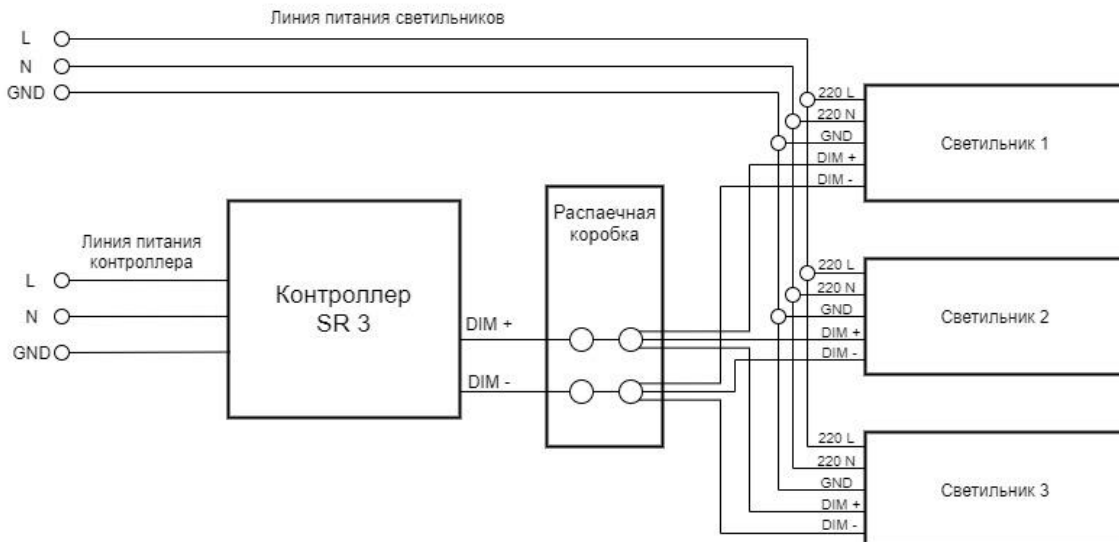 Линия питания светильников
L
N
GND
220 L
220 N
GND
DIM +
DIM -
Светильник 1
Линия питания
контроллера
L
N
GND
Контроллер
SR 3
DIM +
DIM -
Распаечная
коробка
220 L
220 N
GND
DIM +
DIM -
Светильник 2
220 L
220 N
GND
DIM +
DIM -
Светильник 3